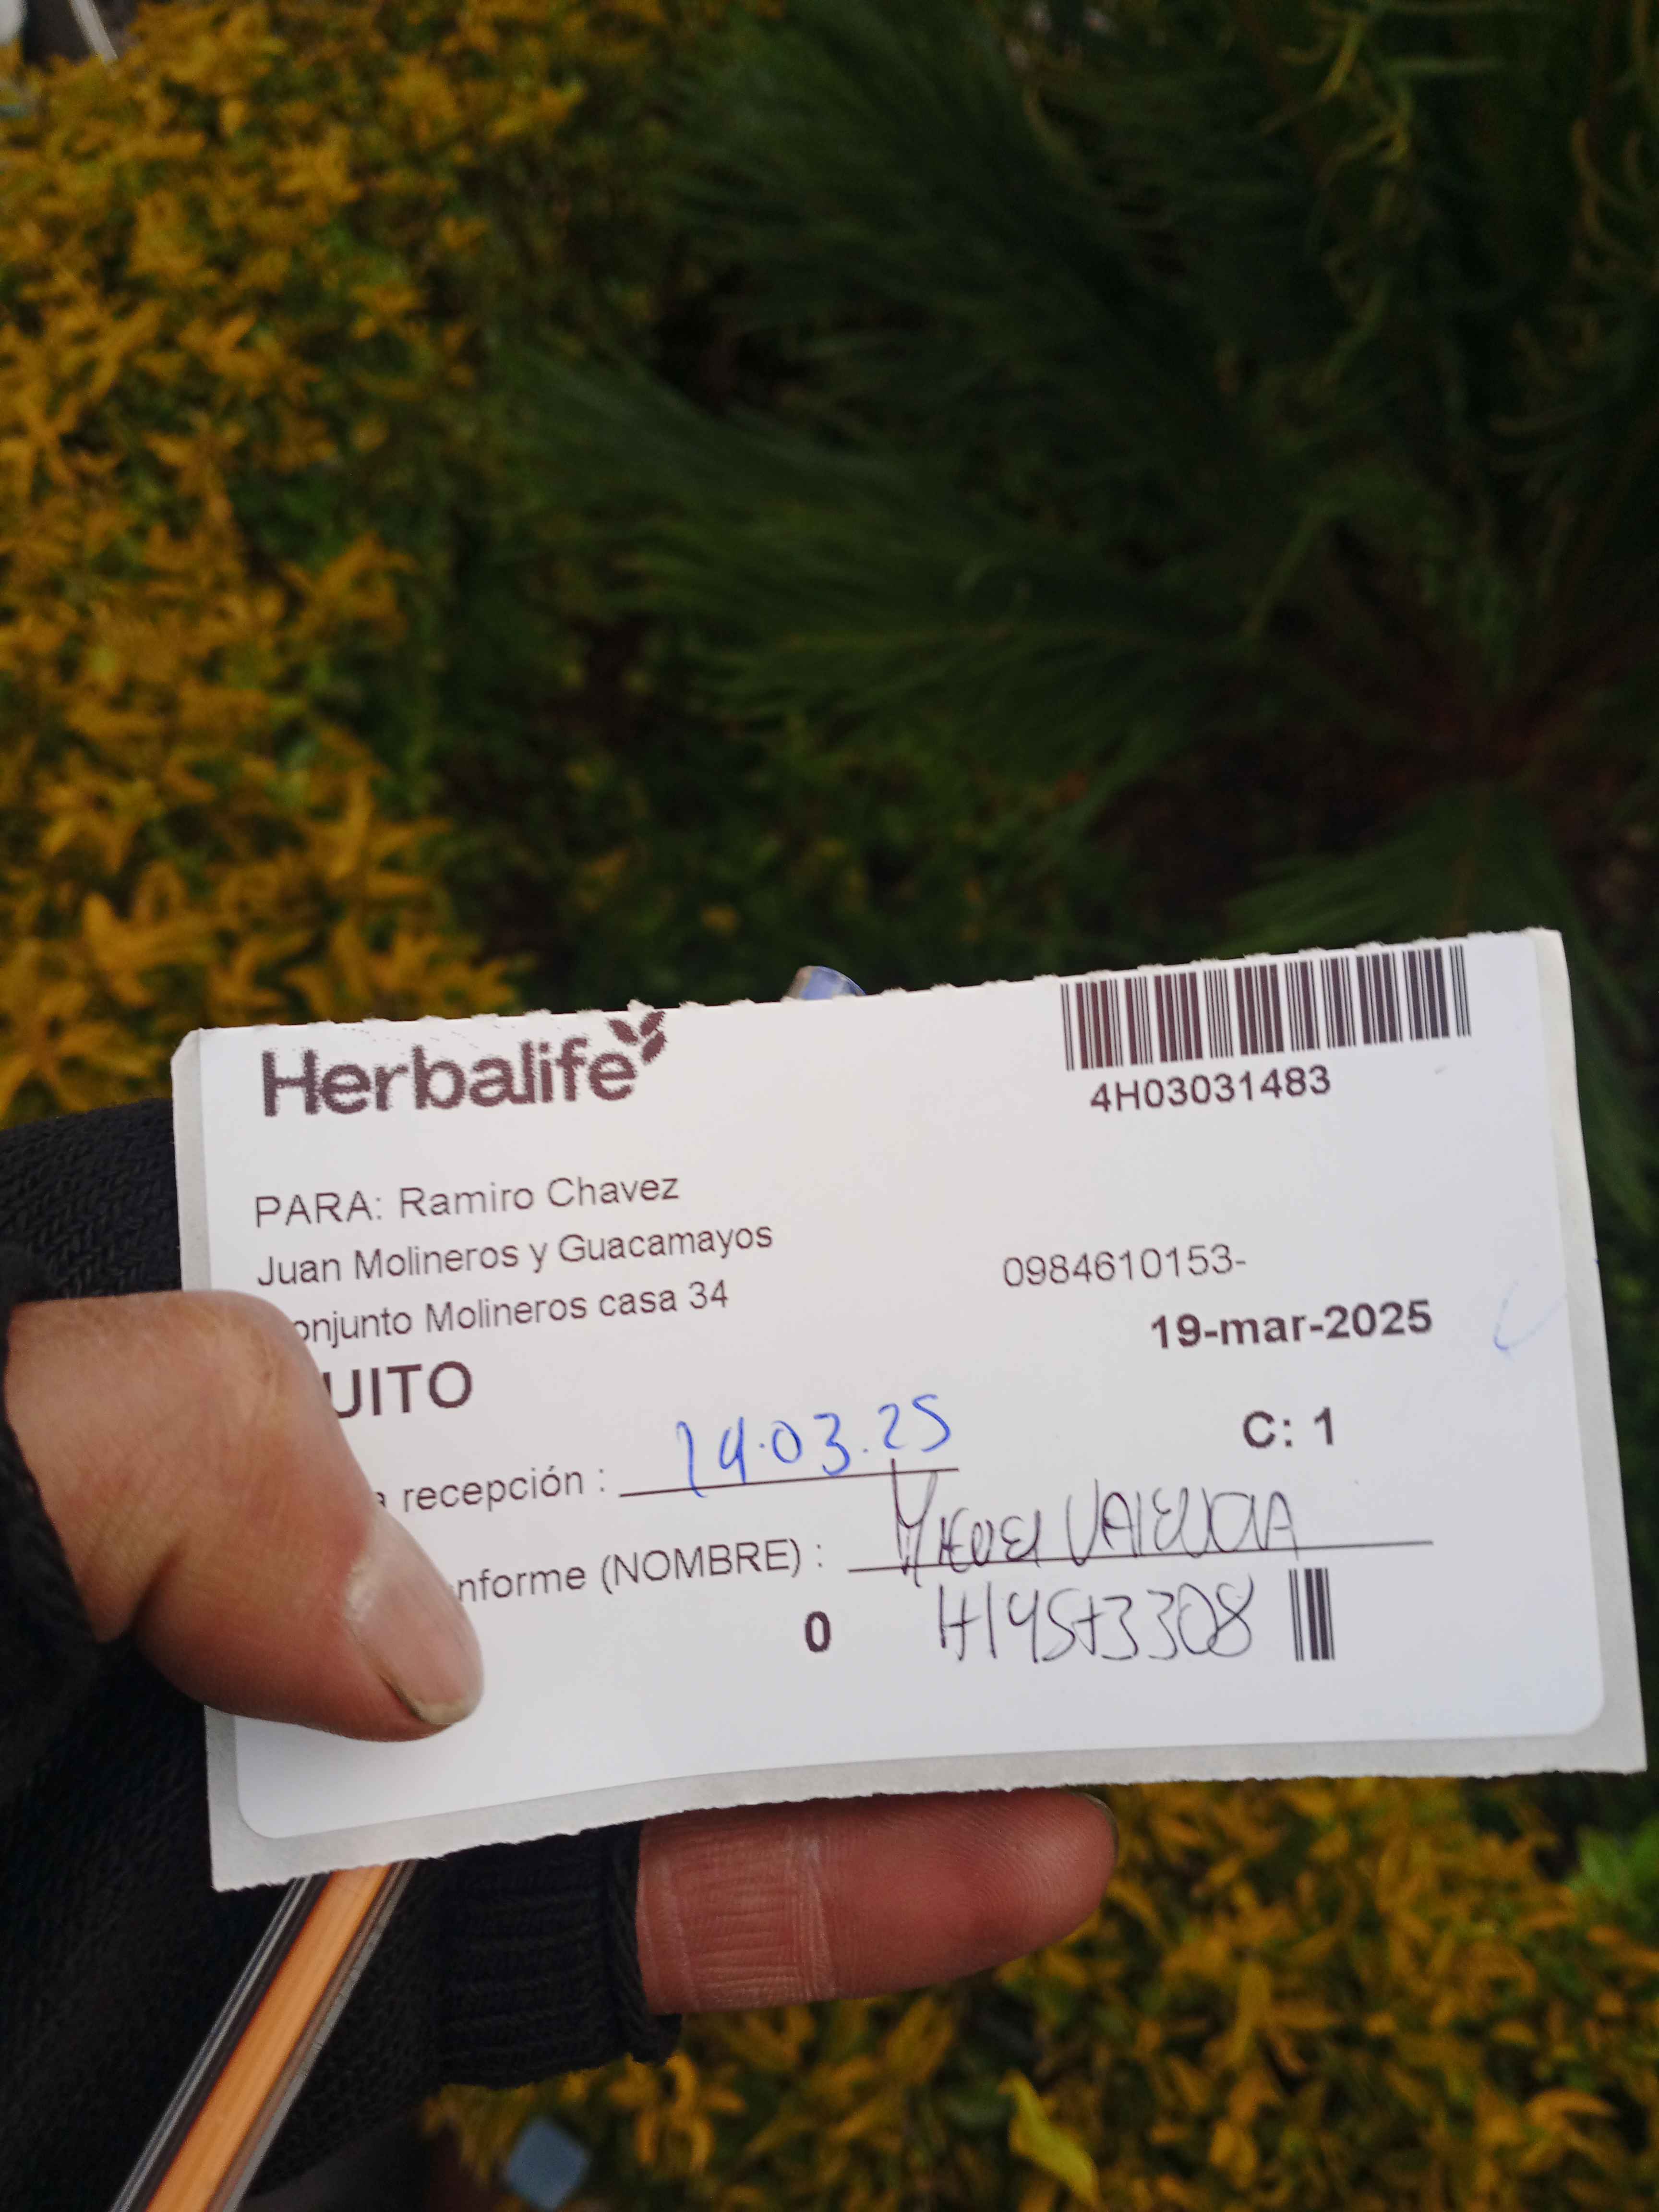 Herbalife
4H03031483
PARA: Ramiro Chavez
Juan Molineros y Guacamayos
onjunto Molineros casa 34
0984610153-
19-mar-2025
UITO
C: 1
recepción : 19.03.25
nforme (NOMBRE) :
0